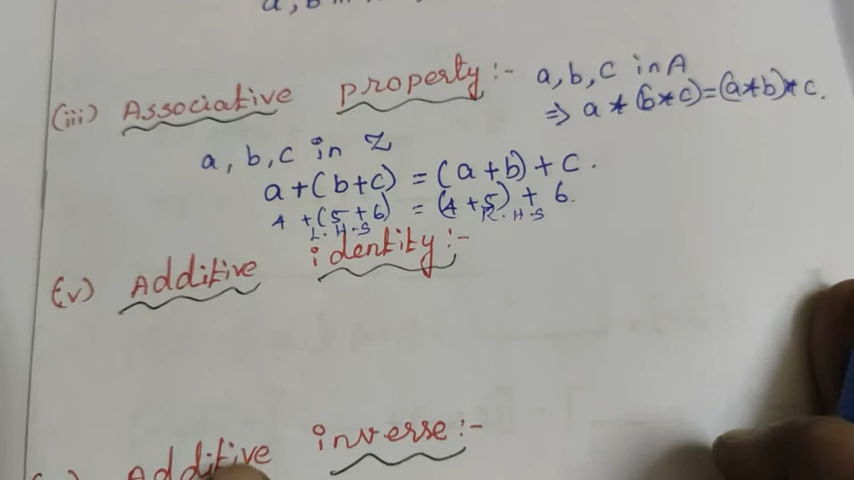 (iii) Associative property :- a, b, c in A
⇒ a * (b * c) = (a * b) * c.
a, b, c in Z
a + (b + c) = (a + b) + c.
4 + (5 + 6) = (4 + 5) + 6.
L.H.S R.H.S
(v) Additive identity :-
Additive inverse :-